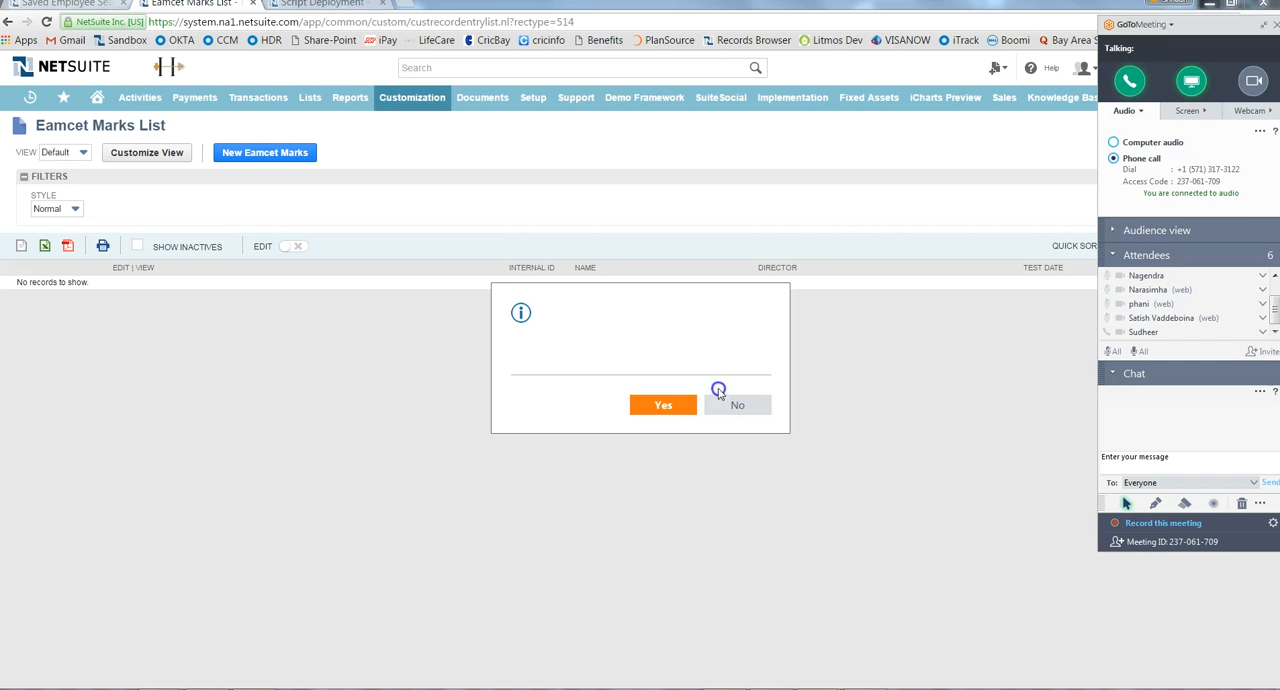 Saved Employee Sea
Eamcet Marks List -
Script Deployment -
NetSuite Inc. [US] https://system.na1.netsuite.com/app/common/custom/custrecordentrylist.nl?rectype=514
Apps Gmail Sandbox OKTA CCM HDR Share-Point iPay LifeCare CricBay cricinfo Benefits PlanSource Records Browser Litmos Dev VISANOW iTrack Boomi Bay Area S
NETSUITE H Search Help
Activities Payments Transactions Lists Reports Customization Documents Setup Support Demo Framework SuiteSocial Implementation Fixed Assets iCharts Preview Sales Knowledge Bas
Eamcet Marks List
VIEW Default Customize View New Eamcet Marks
FILTERS
STYLE
Normal
SHOW INACTIVES EDIT QUICK SOR
EDIT | VIEW INTERNAL ID NAME DIRECTOR TEST DATE
No records to show.
i
Yes No
GoToMeeting
Talking:
Audio Screen Webcam
?
Computer audio
Phone call
Dial : +1 (571) 317-3122
Access Code : 237-061-709
You are connected to audio
Audience view
Attendees 6
Nagendra
Narasimha (web)
phani (web)
Satish Vaddeboina (web)
Sudheer
All All Invite
Chat
?
Enter your message
To: Everyone Send
Record this meeting
Meeting ID: 237-061-709